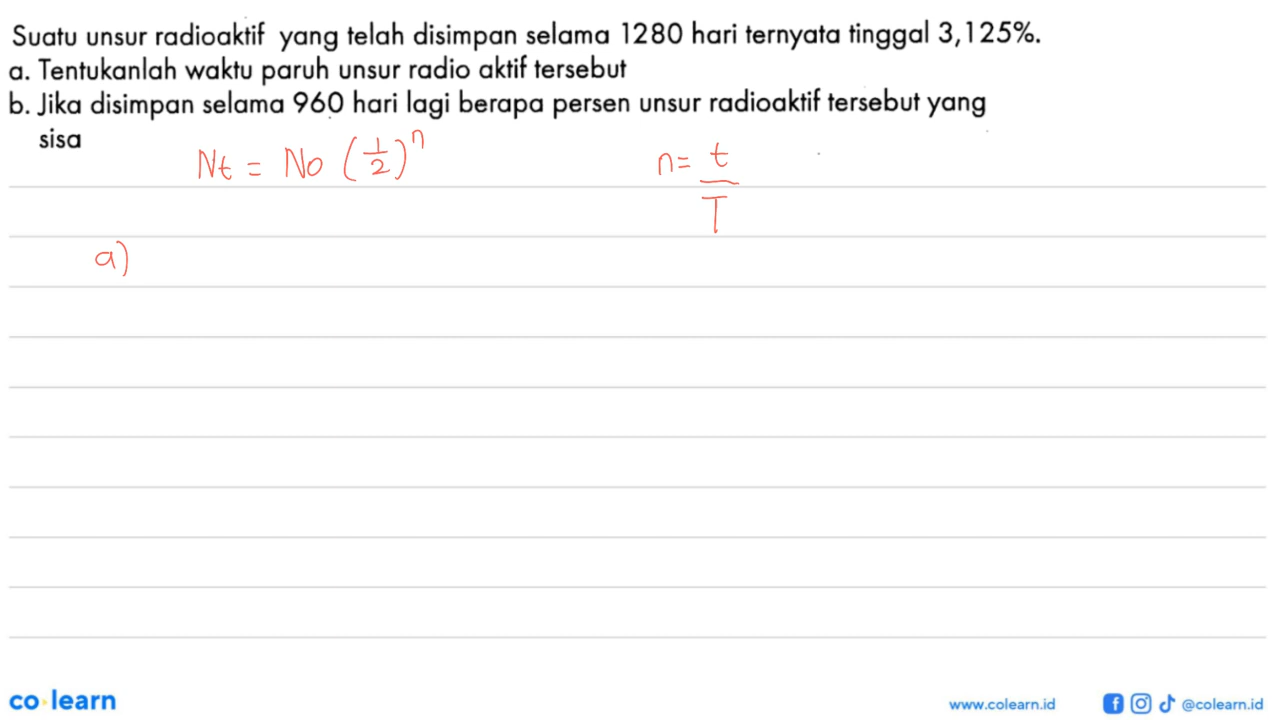 Suatu unsur radioaktif yang telah disimpan selama 1280 hari ternyata tinggal 3,125%.
a. Tentukanlah waktu paruh unsur radio aktif tersebut
b. Jika disimpan selama 960 hari lagi berapa persen unsur radioaktif tersebut yang
sisa
Nt = No (1/2)^n n = t/T
a)
co learn www.colearn.id @colearn.id